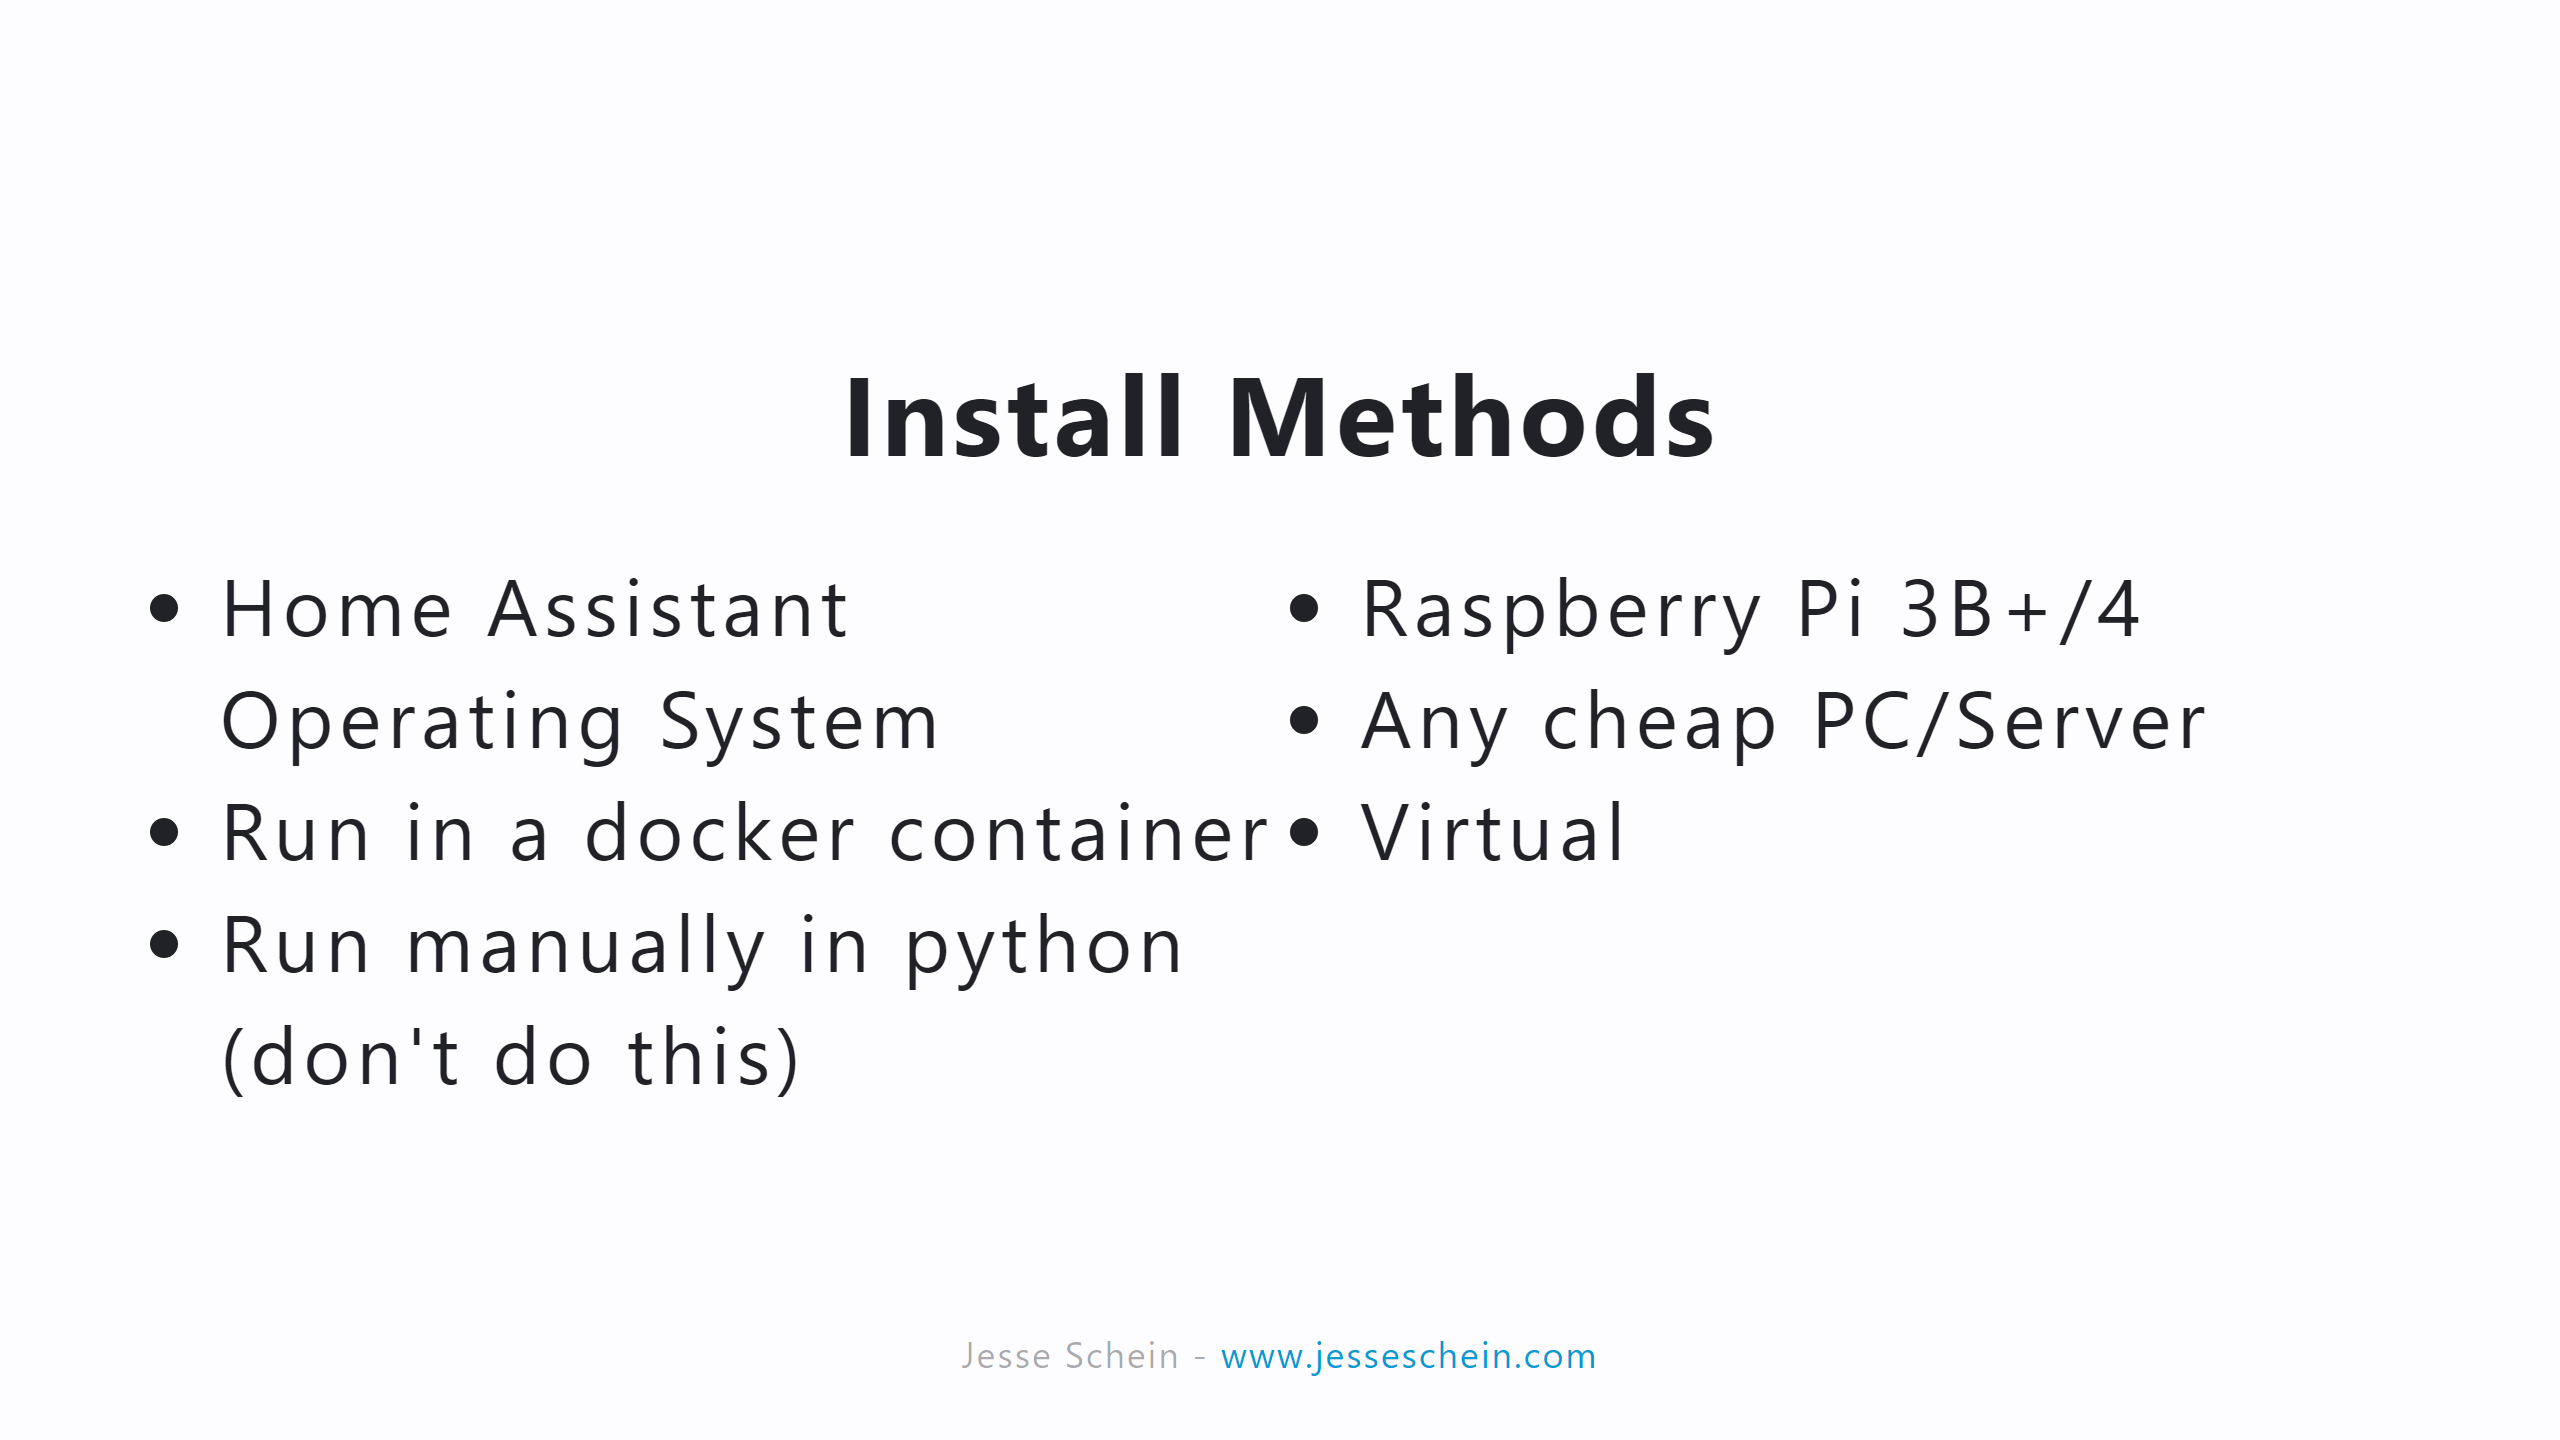 Install Methods
Home Assistant
Operating System
Run in a docker container
Run manually in python
(don't do this)
Raspberry Pi 3B+/4
Any cheap PC/Server
Virtual
Jesse Schein - www.jesseschein.com